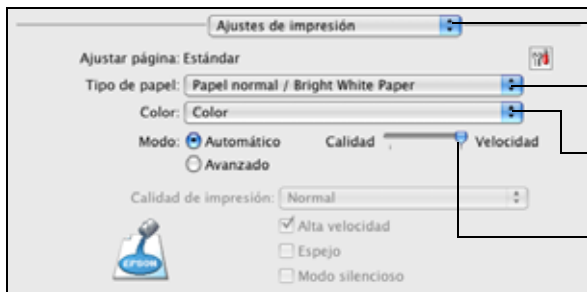 Ajustes de impresión
Ajustar página: Estándar
Tipo de papel: Papel normal / Bright White Paper
Color: Color
Modo: Automático Calidad Velocidad
Avanzado
Calidad de impresión: Normal
Alta velocidad
EPSON Espejo
Modo silencioso